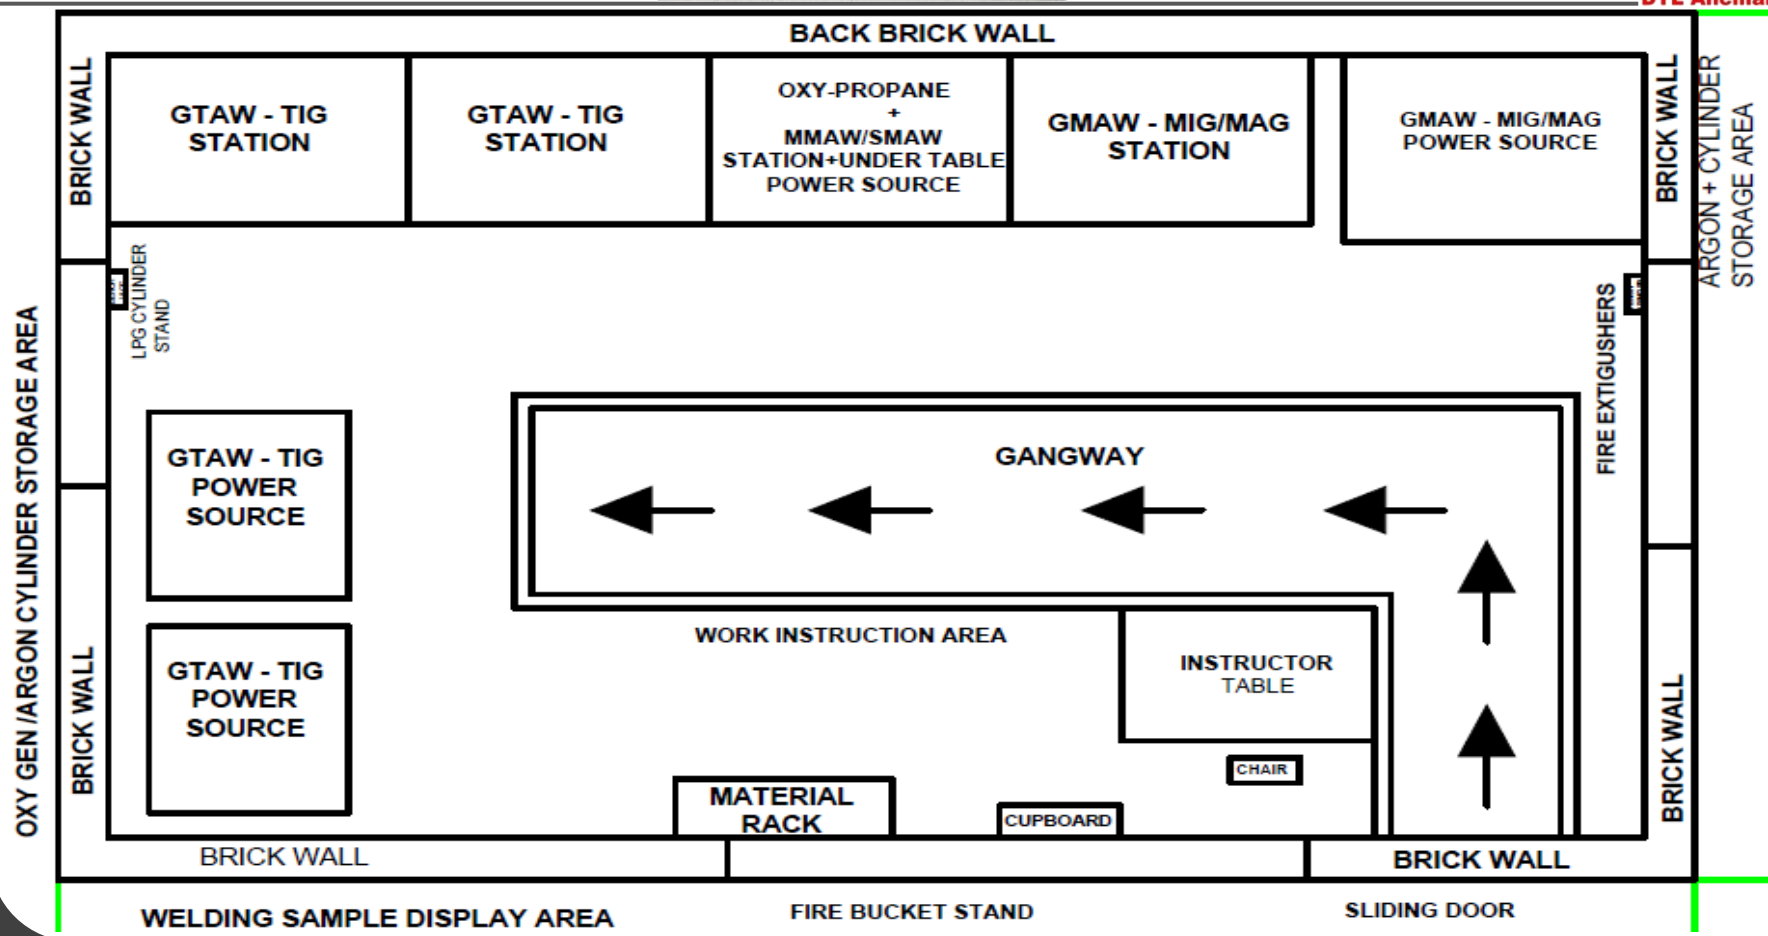 BACK BRICK WALL
BRICK WALL
GTAW - TIG
STATION
GTAW - TIG
STATION
OXY-PROPANE
+
MMAW/SMAW
STATION+UNDER TABLE
POWER SOURCE
GMAW - MIG/MAG
STATION
GMAW - MIG/MAG
POWER SOURCE
BRICK WALL
ARGON + CYLINDER
STORAGE AREA
LPG CYLINDER
STAND
FIRE EXTIGUSHERS
OXY GEN /ARGON CYLINDER STORAGE AREA
GTAW - TIG
POWER
SOURCE
GANGWAY
GTAW - TIG
POWER
SOURCE
WORK INSTRUCTION AREA
INSTRUCTOR
TABLE
CHAIR
BRICK WALL
BRICK WALL
MATERIAL
RACK
CUPBOARD
BRICK WALL
BRICK WALL
WELDING SAMPLE DISPLAY AREA
FIRE BUCKET STAND
SLIDING DOOR